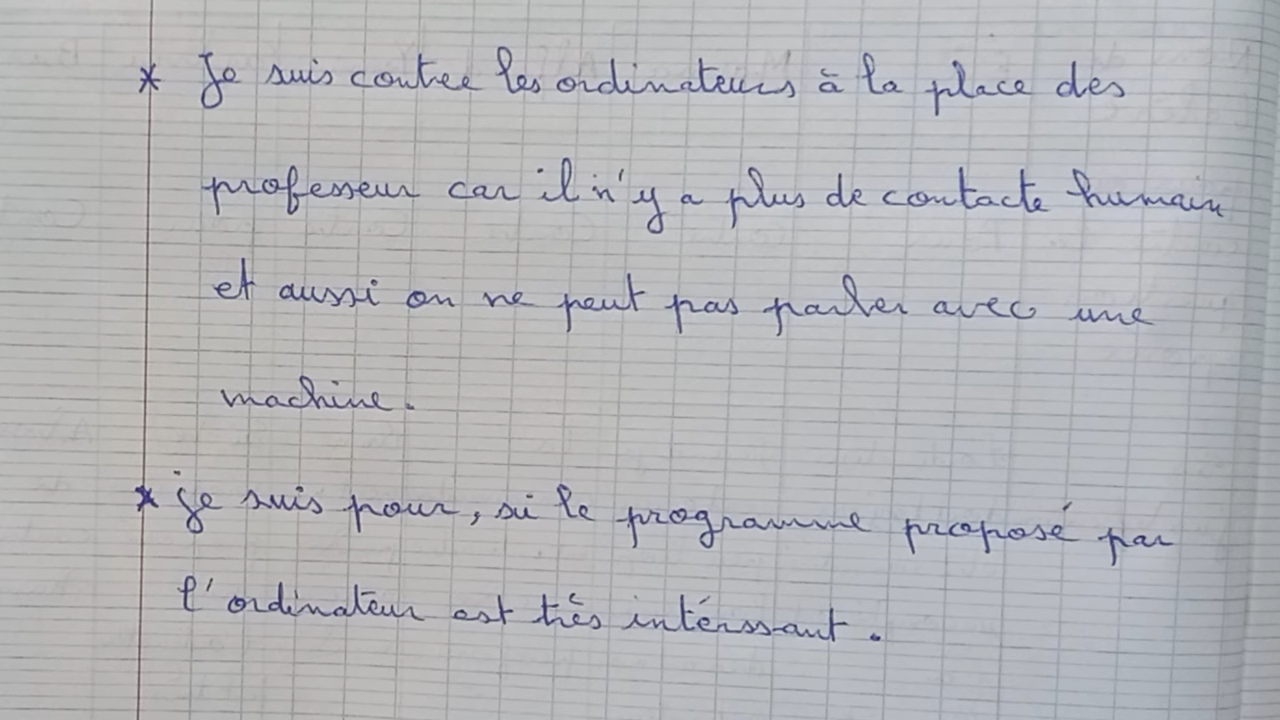 * Je suis contre les ordinateurs à la place des
professeur car il n'y a plus de contacte humain
et aussi on ne peut pas parler avec une
machine.
* je suis pour, si le programme proposé par
l'ordinateur est très intérssant.